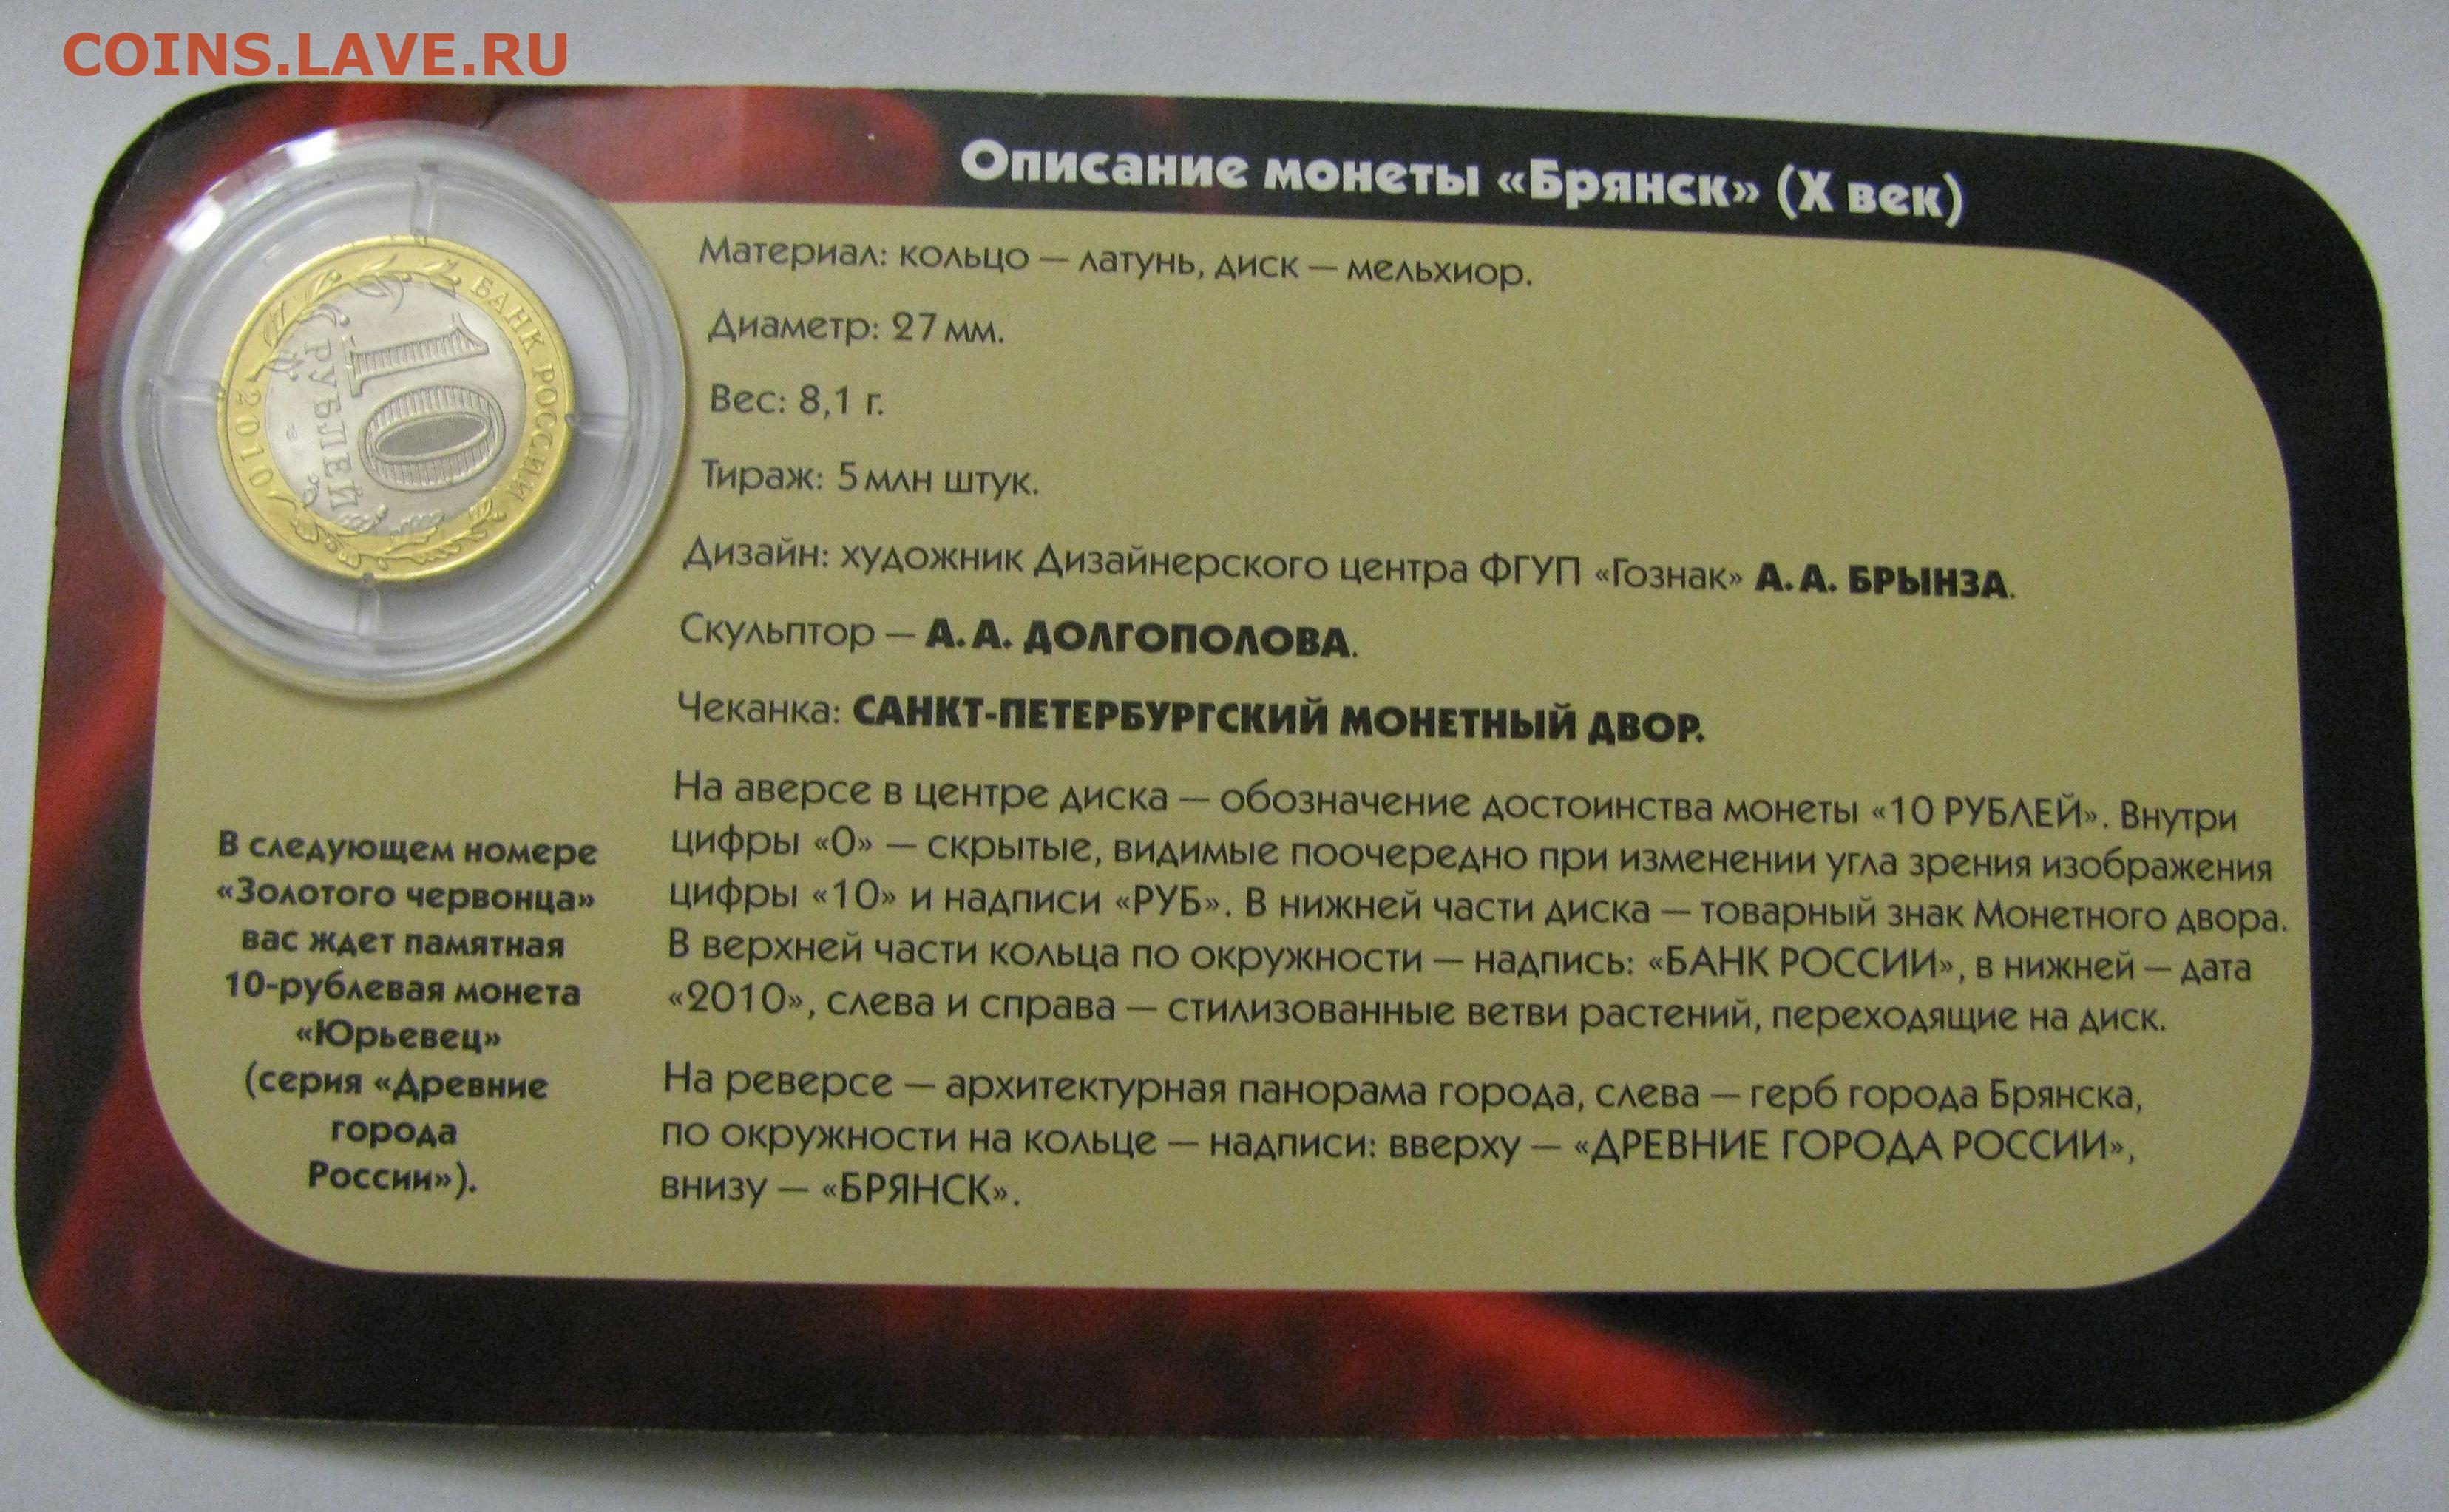 COINS.LAVE.RU
Описание монеты «Брянск» (X век)
БАНК РОССИИ
10
РУБЛЕЙ
2010
Материал: кольцо — латунь, диск — мельхиор.
Диаметр: 27 мм.
Вес: 8,1 г.
Тираж: 5 млн штук.
Дизайн: художник Дизайнерского центра ФГУП «Гознак» А. А. БРЫНЗА.
Скульптор — А. А. ДОЛГОПОЛОВА.
Чеканка: САНКТ-ПЕТЕРБУРГСКИЙ МОНЕТНЫЙ ДВОР.
На аверсе в центре диска — обозначение достоинства монеты «10 РУБЛЕЙ». Внутри
цифры «0» — скрытые, видимые поочередно при изменении угла зрения изображения
цифры «10» и надписи «РУБ». В нижней части диска — товарный знак Монетного двора.
В верхней части кольца по окружности — надпись: «БАНК РОССИИ», в нижней — дата
«2010», слева и справа — стилизованные ветви растений, переходящие на диск.
На реверсе — архитектурная панорама города, слева — герб города Брянска,
по окружности на кольце — надписи: вверху — «ДРЕВНИЕ ГОРОДА РОССИИ»,
внизу — «БРЯНСК».
В следующем номере
«Золотого червонца»
вас ждет памятная
10-рублевая монета
«Юрьевец»
(серия «Древние
города
России»).